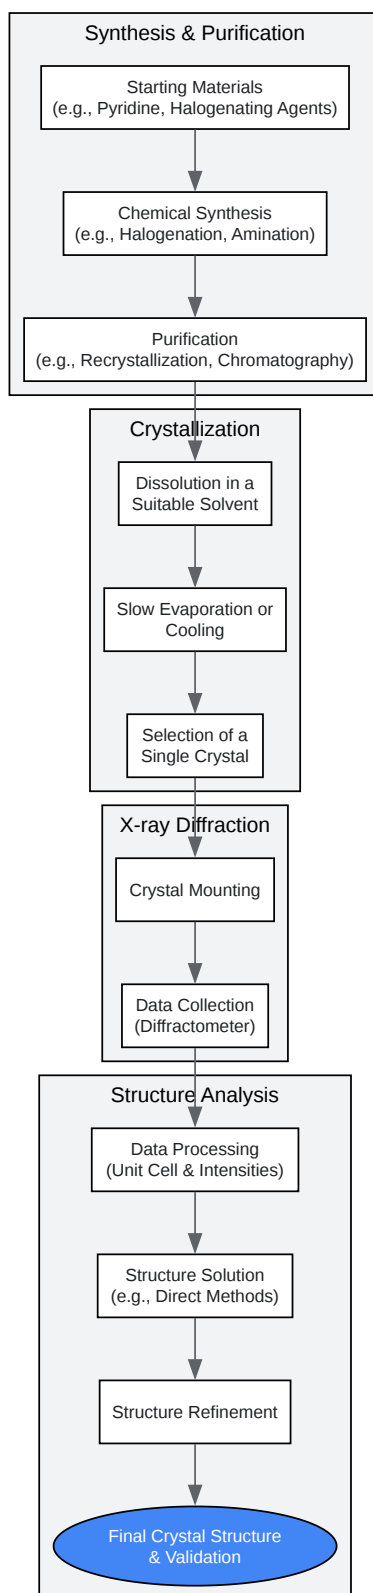 Synthesis & Purification
Starting Materials
(e.g., Pyridine, Halogenating Agents)
Chemical Synthesis
(e.g., Halogenation, Amination)
Purification
(e.g., Recrystallization, Chromatography)
Crystallization
Dissolution in a
Suitable Solvent
Slow Evaporation or
Cooling
Selection of a
Single Crystal
X-ray Diffraction
Crystal Mounting
Data Collection
(Diffractometer)
Structure Analysis
Data Processing
(Unit Cell & Intensities)
Structure Solution
(e.g., Direct Methods)
Structure Refinement
Final Crystal Structure
& Validation